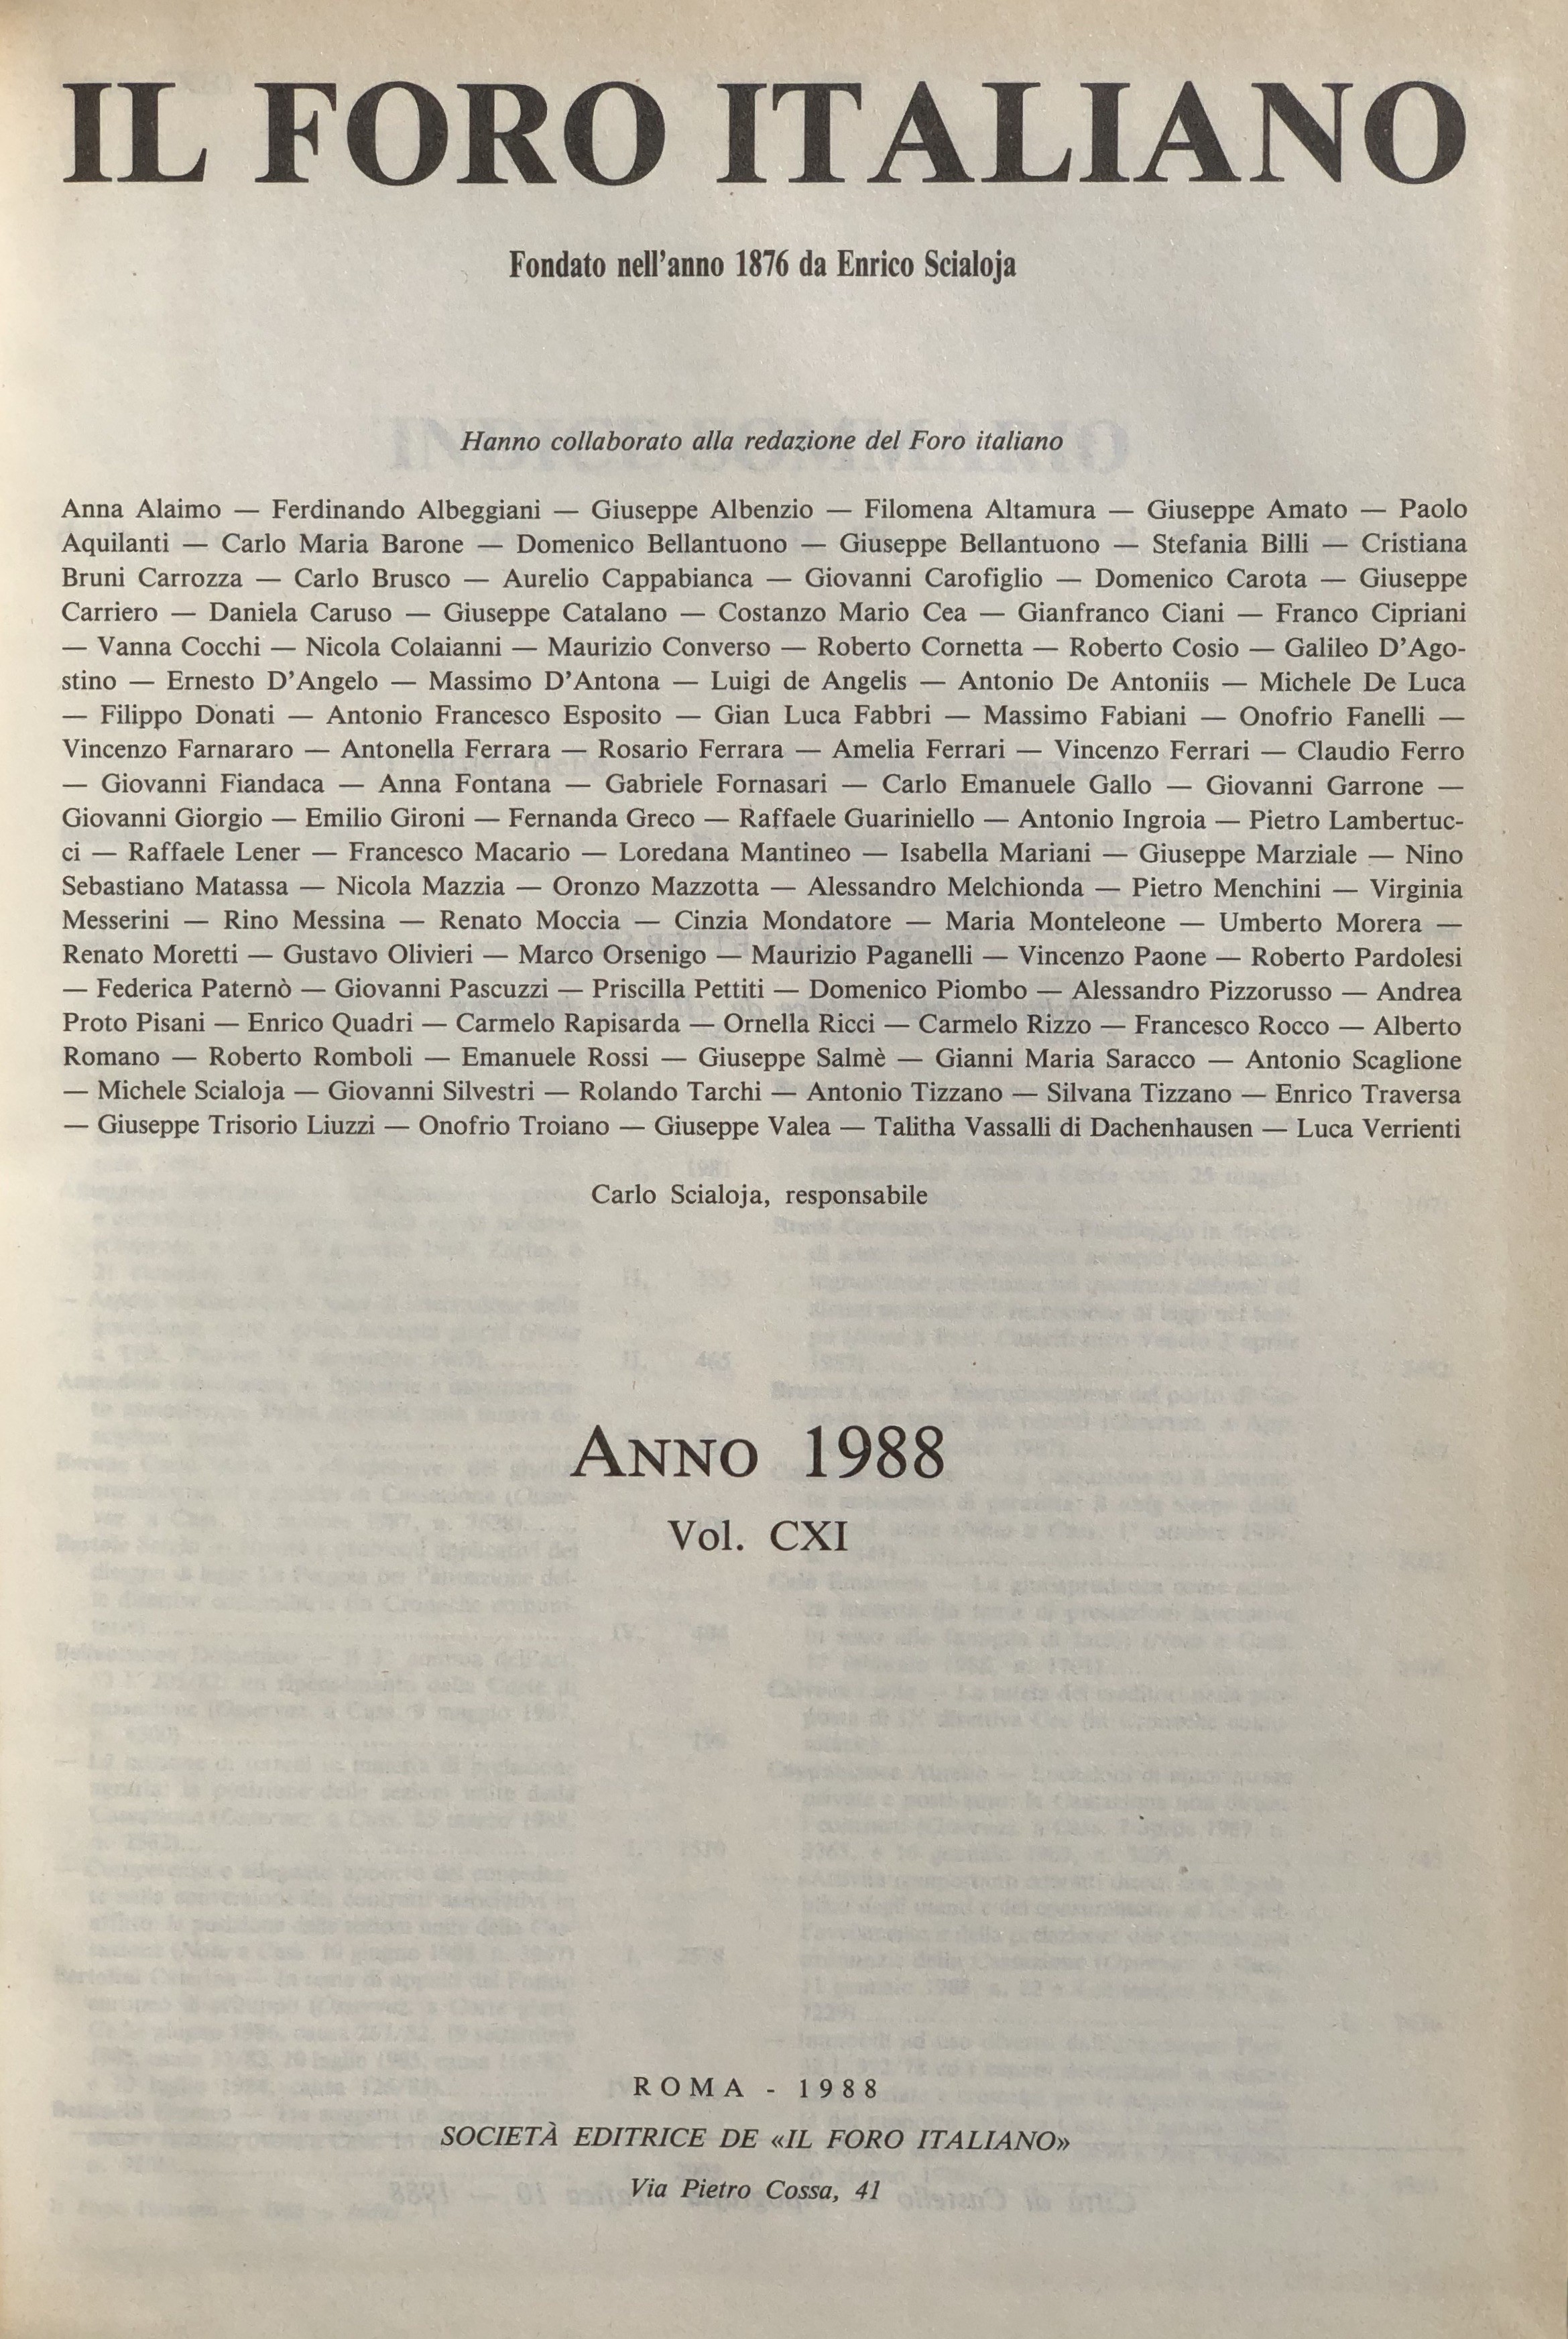 IL FORO ITALIANO
Fondato nell'anno 1876 da Enrico Scialoja
Hanno collaborato alla redazione del Foro italiano
Anna Alaimo — Ferdinando Albeggiani — Giuseppe Albenzio — Filomena Altamura — Giuseppe Amato — Paolo
Aquilanti — Carlo Maria Barone — Domenico Bellantuono — Giuseppe Bellantuono — Stefania Billi — Cristiana
Bruni Carrozza — Carlo Brusco — Aurelio Cappabianca — Giovanni Carofiglio — Domenico Carota — Giuseppe
Carriero — Daniela Caruso — Giuseppe Catalano — Costanzo Mario Cea — Gianfranco Ciani — Franco Cipriani
— Vanna Cocchi — Nicola Colaianni — Maurizio Converso — Roberto Cornetta — Roberto Cosio — Galileo D'Ago-
stino — Ernesto D'Angelo — Massimo D'Antona — Luigi de Angelis — Antonio De Antoniis — Michele De Luca
— Filippo Donati — Antonio Francesco Esposito — Gian Luca Fabbri — Massimo Fabiani — Onofrio Fanelli —
Vincenzo Farnararo — Antonella Ferrara — Rosario Ferrara — Amelia Ferrari — Vincenzo Ferrari — Claudio Ferro
— Giovanni Fiandaca — Anna Fontana — Gabriele Fornasari — Carlo Emanuele Gallo — Giovanni Garrone —
Giovanni Giorgio — Emilio Gironi — Fernanda Greco — Raffaele Guariniello — Antonio Ingroia — Pietro Lambertuc-
ci — Raffaele Lener — Francesco Macario — Loredana Mantineo — Isabella Mariani — Giuseppe Marziale — Nino
Sebastiano Matassa — Nicola Mazzia — Oronzo Mazzotta — Alessandro Melchionda — Pietro Menchini — Virginia
Messerini — Rino Messina — Renato Moccia — Cinzia Mondatore — Maria Monteleone — Umberto Morera —
Renato Moretti — Gustavo Olivieri — Marco Orsenigo — Maurizio Paganelli — Vincenzo Paone — Roberto Pardolesi
— Federica Paternò — Giovanni Pascuzzi — Priscilla Pettiti — Domenico Piombo — Alessandro Pizzorusso — Andrea
Proto Pisani — Enrico Quadri — Carmelo Rapisarda — Ornella Ricci — Carmelo Rizzo — Francesco Rocco — Alberto
Romano — Roberto Romboli — Emanuele Rossi — Giuseppe Salmè — Gianni Maria Saracco — Antonio Scaglione
— Michele Scialoja — Giovanni Silvestri — Rolando Tarchi — Antonio Tizzano — Silvana Tizzano — Enrico Traversa
— Giuseppe Trisorio Liuzzi — Onofrio Troiano — Giuseppe Valea — Talitha Vassalli di Dachenhausen — Luca Verrienti
Carlo Scialoja, responsabile
ANNO 1988
Vol. CXI
ROMA - 1988
SOCIETÀ EDITRICE DE «IL FORO ITALIANO»
Via Pietro Cossa, 41